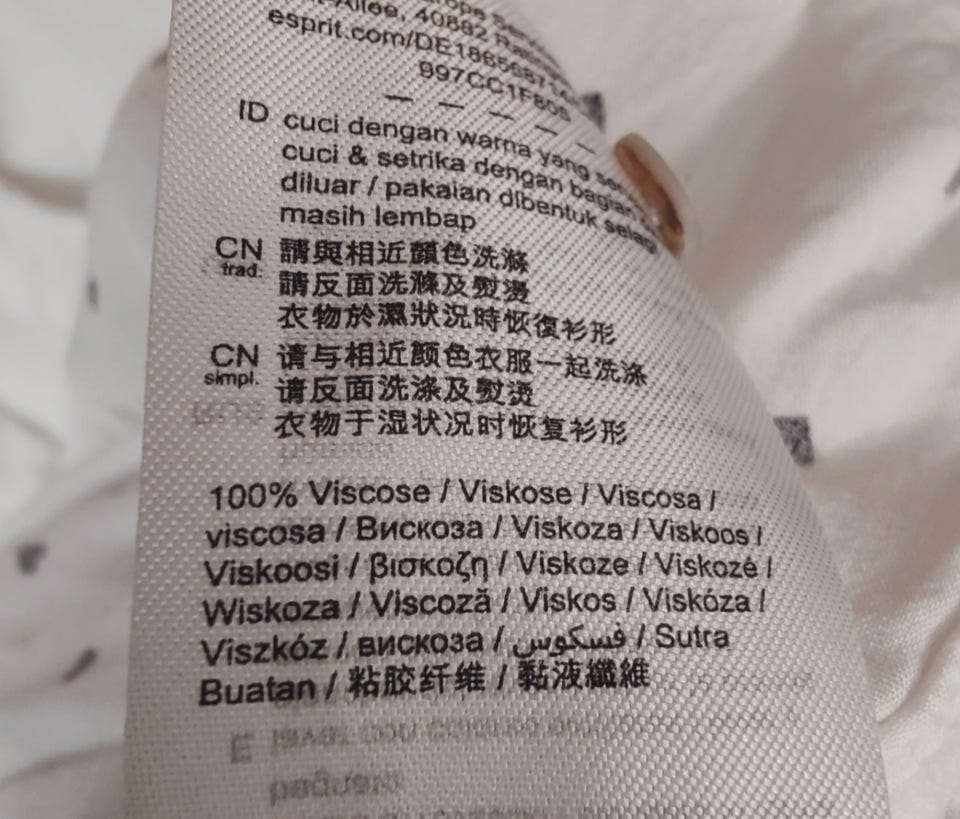 esprit.com/DE
997CC1F
ID cuci dengan warna yang
cuci & setrika dengan bagian
diluar / pakaian dibentuk selagi
masih lembap
CN trad. 請與相近顏色洗滌
請反面洗滌及熨燙
衣物於濕狀況時恢復衫形
CN simpl. 请与相近颜色衣服一起洗涤
请反面洗涤及熨烫
衣物于湿状况时恢复衫形
100% Viscose / Viskose / Viscosa /
viscosa / Вискоза / Viskoza / Viskoos /
Viskoosi / βισκοζη / Viskoze / Viskozė /
Wiskoza / Viscoză / Viskos / Viskóza /
Viszkóz / вискоза / فسكوس / Sutra
Buatan / 粘胶纤维 / 黏液纖維